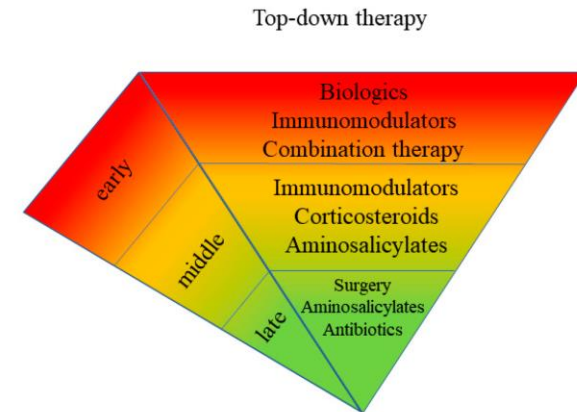 Top-down therapy
Biologics
Immunomodulators
Combination therapy
early
Immunomodulators
Corticosteroids
Aminosalicylates
middle
Surgery
Aminosalicylates
Antibiotics
late